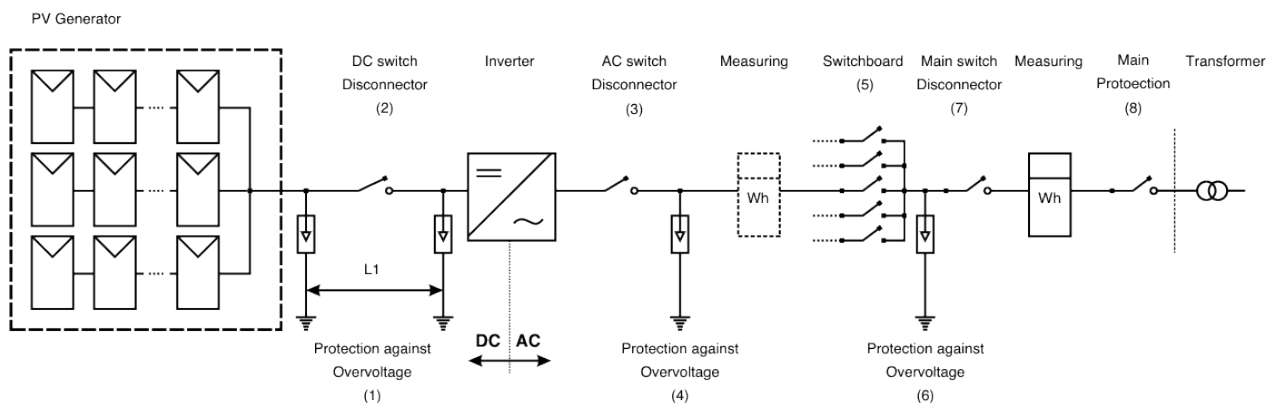 PV Generator
DC switch
Disconnector
(2)
Inverter
AC switch
Disconnector
(3)
Measuring
Switchboard
(5)
Main switch
Disconnector
(7)
Measuring
Main
Protoection
(8)
Transformer
Wh
Wh
L1
DC
AC
Protection against
Overvoltage
(1)
Protection against
Overvoltage
(4)
Protection against
Overvoltage
(6)